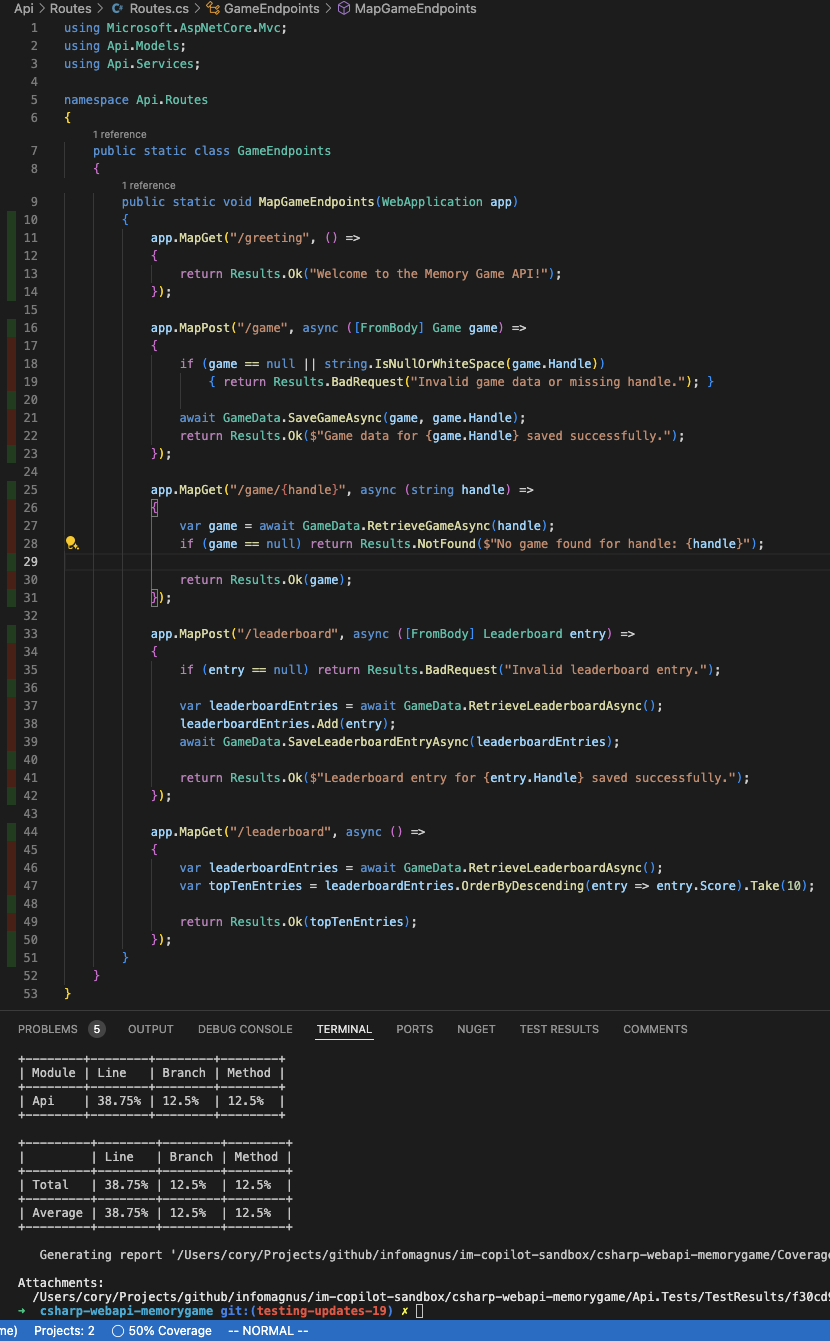 Api > Routes > Routes.cs > GameEndpoints > MapGameEndpoints
1 using Microsoft.AspNetCore.Mvc;
2 using Api.Models;
3 using Api.Services;
4
5 namespace Api.Routes
6 {
1 reference
7 public static class GameEndpoints
8 {
1 reference
9 public static void MapGameEndpoints(WebApplication app)
10 {
11 app.MapGet("/greeting", () =>
12 {
13 return Results.Ok("Welcome to the Memory Game API!");
14 });
15
16 app.MapPost("/game", async ([FromBody] Game game) =>
17 {
18 if (game == null || string.IsNullOrWhiteSpace(game.Handle))
19 { return Results.BadRequest("Invalid game data or missing handle."); }
20
21 await GameData.SaveGameAsync(game, game.Handle);
22 return Results.Ok($"Game data for {game.Handle} saved successfully.");
23 });
24
25 app.MapGet("/game/{handle}", async (string handle) =>
26 {
27 var game = await GameData.RetrieveGameAsync(handle);
28 if (game == null) return Results.NotFound($"No game found for handle: {handle}");
29
30 return Results.Ok(game);
31 });
32
33 app.MapPost("/leaderboard", async ([FromBody] Leaderboard entry) =>
34 {
35 if (entry == null) return Results.BadRequest("Invalid leaderboard entry.");
36
37 var leaderboardEntries = await GameData.RetrieveLeaderboardAsync();
38 leaderboardEntries.Add(entry);
39 await GameData.SaveLeaderboardEntryAsync(leaderboardEntries);
40
41 return Results.Ok($"Leaderboard entry for {entry.Handle} saved successfully.");
42 });
43
44 app.MapGet("/leaderboard", async () =>
45 {
46 var leaderboardEntries = await GameData.RetrieveLeaderboardAsync();
47 var topTenEntries = leaderboardEntries.OrderByDescending(entry => entry.Score).Take(10);
48
49 return Results.Ok(topTenEntries);
50 });
51 }
52 }
53 }
PROBLEMS 5 OUTPUT DEBUG CONSOLE TERMINAL PORTS NUGET TEST RESULTS COMMENTS
+--------+--------+--------+--------+
| Module | Line   | Branch | Method |
+--------+--------+--------+--------+
| Api    | 38.75% | 12.5%  | 12.5%  |
+--------+--------+--------+--------+
+---------+--------+--------+--------+
|         | Line   | Branch | Method |
+---------+--------+--------+--------+
| Total   | 38.75% | 12.5%  | 12.5%  |
+---------+--------+--------+--------+
| Average | 38.75% | 12.5%  | 12.5%  |
+---------+--------+--------+--------+
Generating report '/Users/cory/Projects/github/infomagnus/im-copilot-sandbox/csharp-webapi-memorygame/Coverage
Attachments:
/Users/cory/Projects/github/infomagnus/im-copilot-sandbox/csharp-webapi-memorygame/Api.Tests/TestResults/f30cd9
→ csharp-webapi-memorygame git:(testing-updates-19) ✗
me) Projects: 2 50% Coverage -- NORMAL --